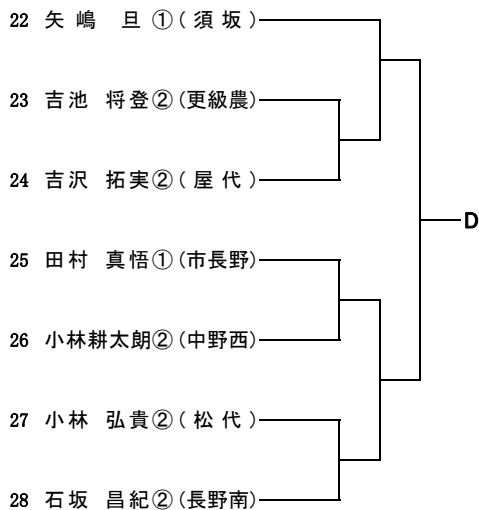 22 矢嶋 旦①(須坂)
23 吉池 将登②(更級農)
24 吉沢 拓実②(屋代)
D
25 田村 真悟①(市長野)
26 小林耕太朗②(中野西)
27 小林 弘貴②(松代)
28 石坂 昌紀②(長野南)